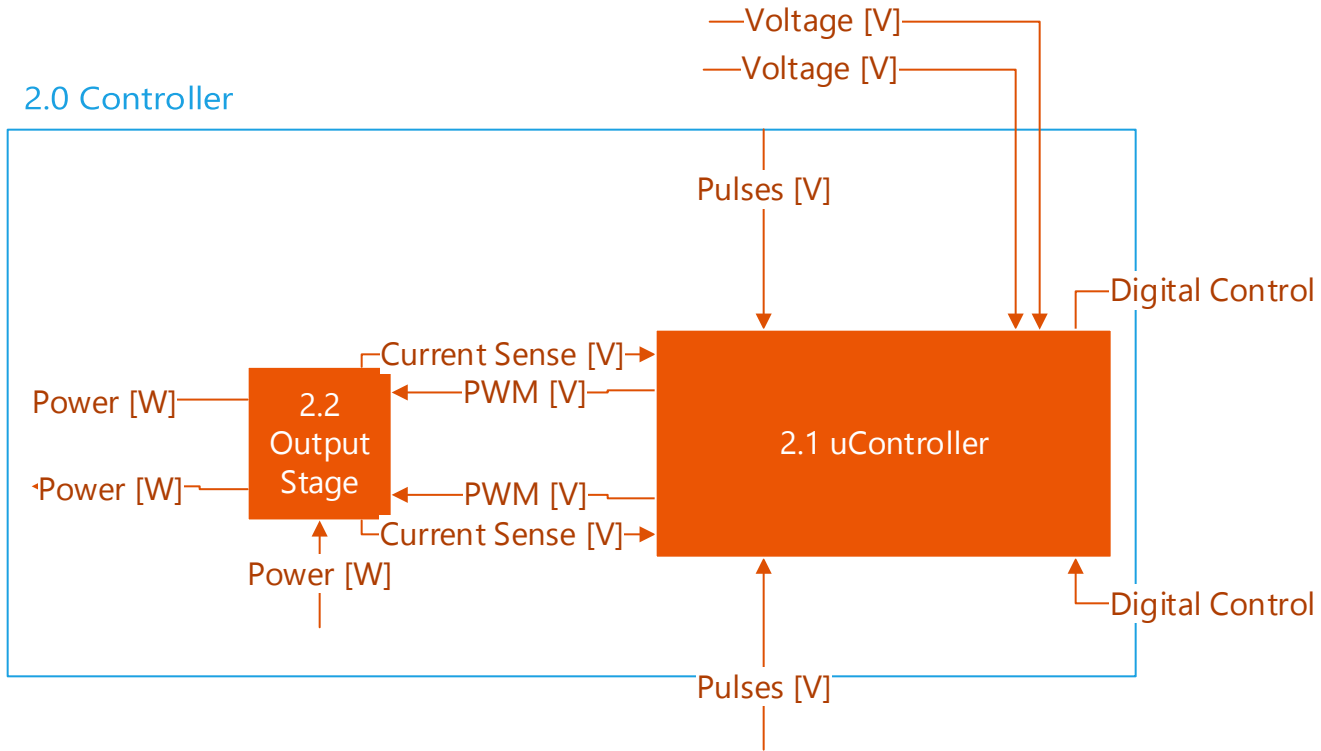 Voltage [V]
Voltage [V]
2.0 Controller
Pulses [V]
Digital Control
Current Sense [V]
PWM [V]
Power [W]
2.2
Output
Stage
2.1 uController
Power [W]
PWM [V]
Current Sense [V]
Power [W]
Digital Control
Pulses [V]